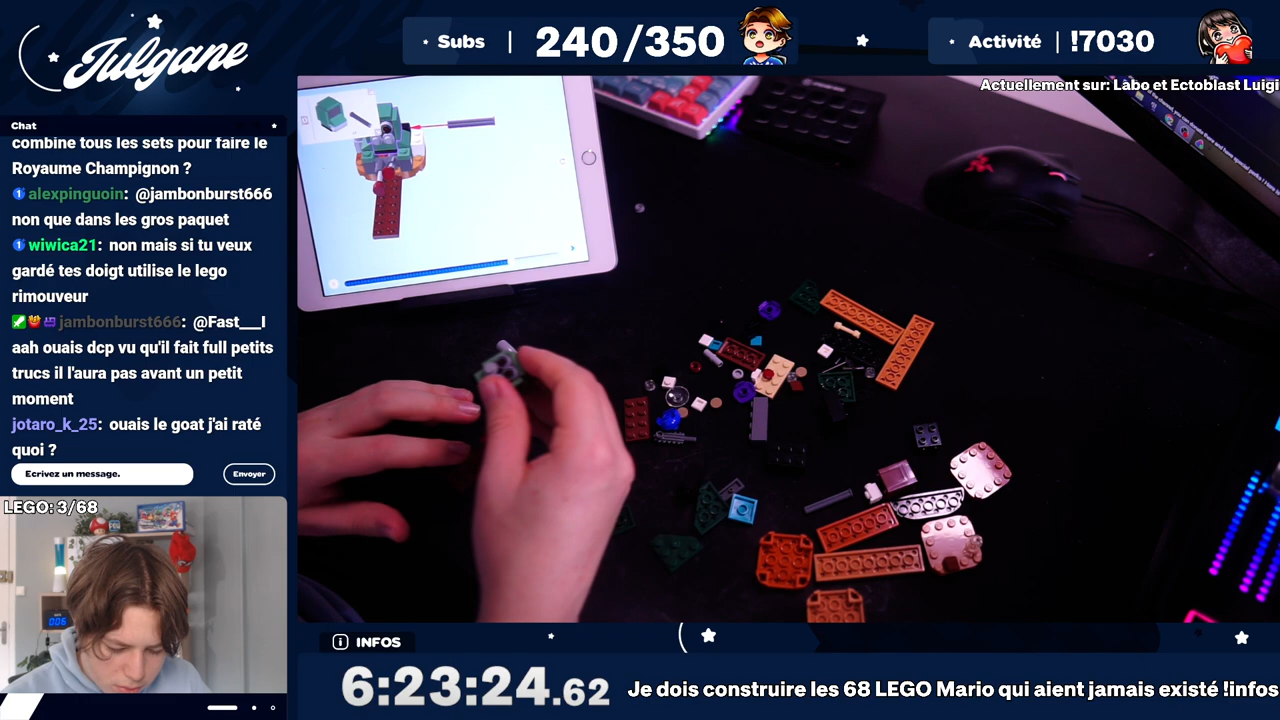 Julgane
Subs | 240/350
Activité | !7030
Actuellement sur: Labo et Ectoblast Luigi
Chat
combine tous les sets pour faire le
Royaume Champignon ?
1 alexpinguoin: @jambonburst666
non que dans les gros paquet
1 wiwica21: non mais si tu veux
gardé tes doigt utilise le lego
rimouveur
jambonburst666: @Fast___I
aah ouais dcp vu qu'il fait full petits
trucs il l'aura pas avant un petit
moment
jotaro_k_25: ouais le goat j'ai raté
quoi ?
Ecrivez un message.
Envoyer
LEGO: 3/68
INFOS
6:23:24.62
Je dois construire les 68 LEGO Mario qui aient jamais existé !infos